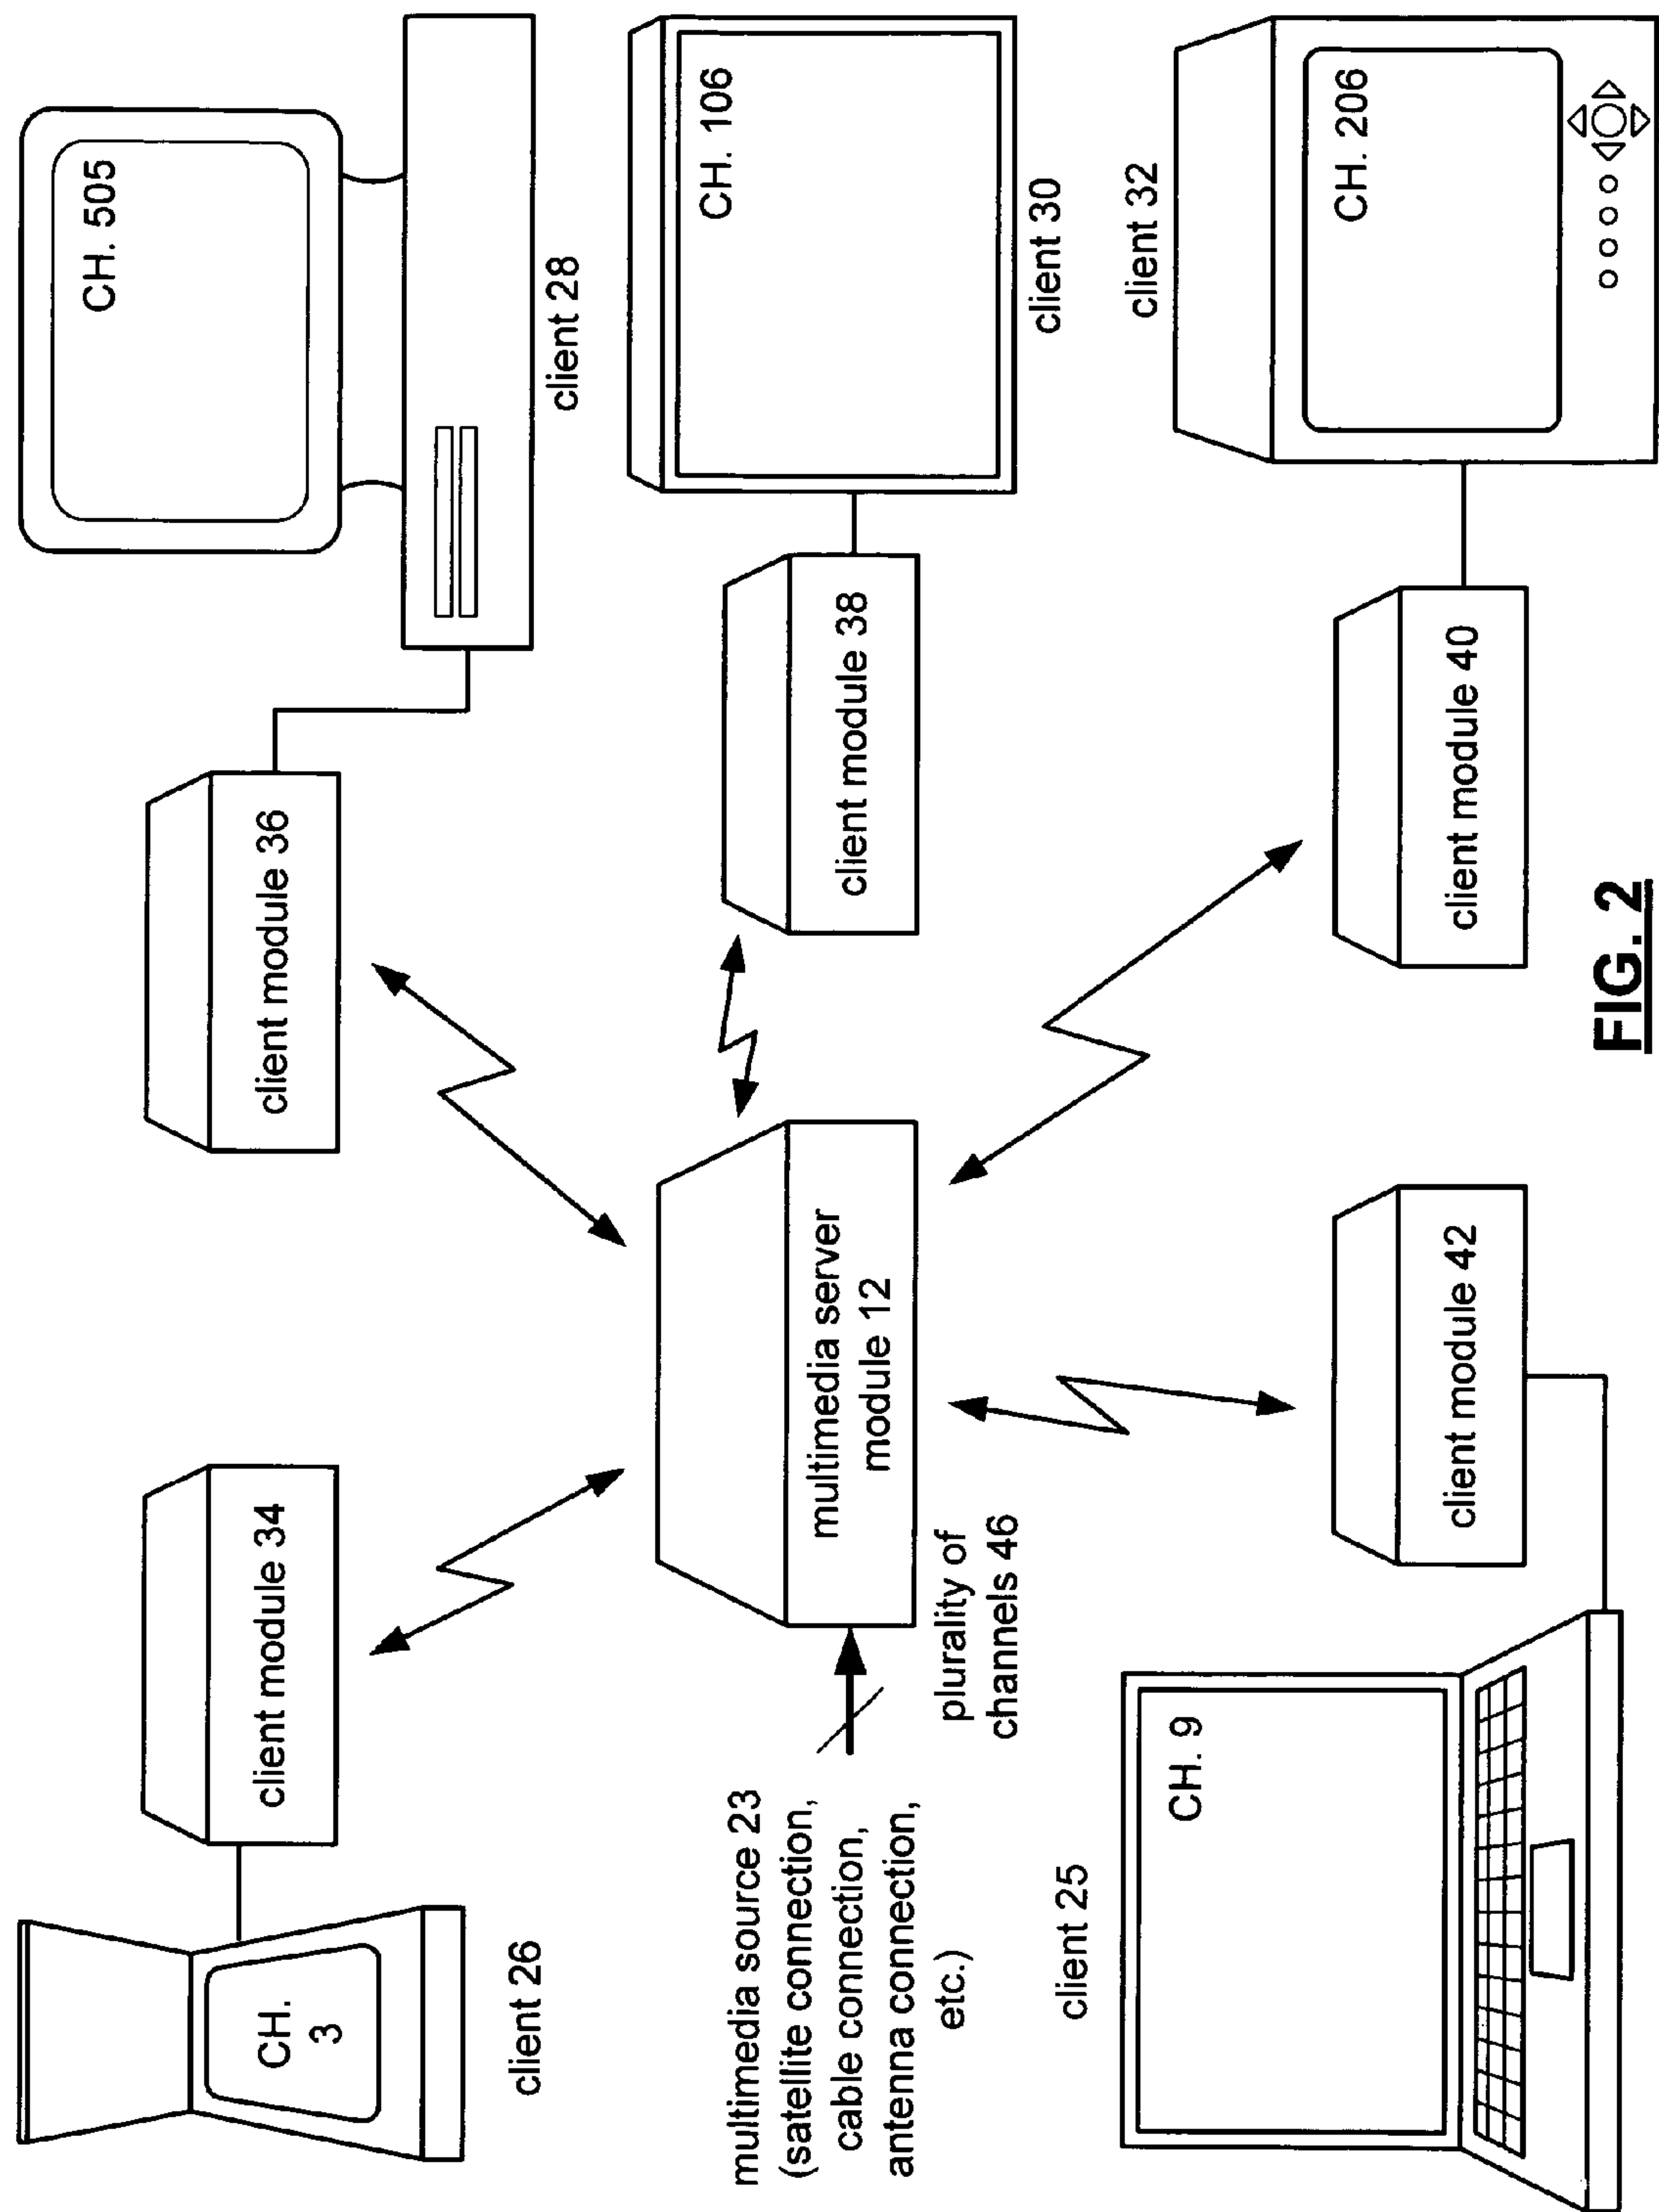 CH.
3
client 26
client module 34
client module 36
CH. 505
client 28
multimedia source 23
(satellite connection,
cable connection,
antenna connection,
etc.)
plurality of
channels 46
multimedia server
module 12
client module 38
CH. 106
client 30
client 25
CH. 9
client module 42
client module 40
client 32
CH. 206
FIG. 2